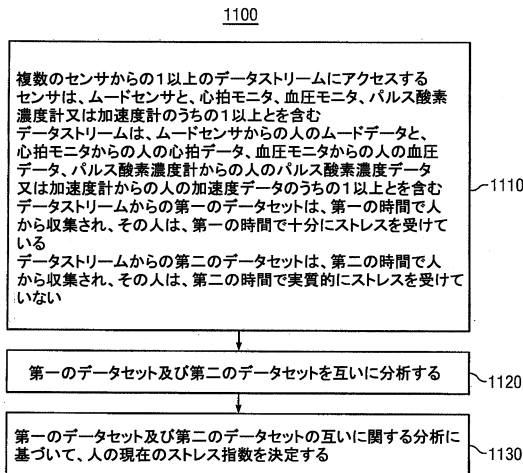 1100
複数のセンサからの1以上のデータストリームにアクセスする
センサは、ムードセンサと、心拍モニタ、血圧モニタ、パルス酸素
濃度計又は加速度計のうちの1以上とを含む
データストリームは、ムードセンサからの人のムードデータと、
心拍モニタからの人の心拍データ、血圧モニタからの人の血圧
データ、パルス酸素濃度計からの人のパルス酸素濃度データ
又は加速度計からの人の加速度データのうちの1以上とを含む
データストリームからの第一のデータセットは、第一の時間で人
から収集され、その人は、第一の時間で十分にストレスを受けて
いる
データストリームからの第二のデータセットは、第二の時間で人
から収集され、その人は、第二の時間で実質的にストレスを受けて
いない
1110
第一のデータセット及び第二のデータセットを互いに分析する
1120
第一のデータセット及び第二のデータセットの互いに関する分析に
基づいて、人の現在のストレス指数を決定する
1130